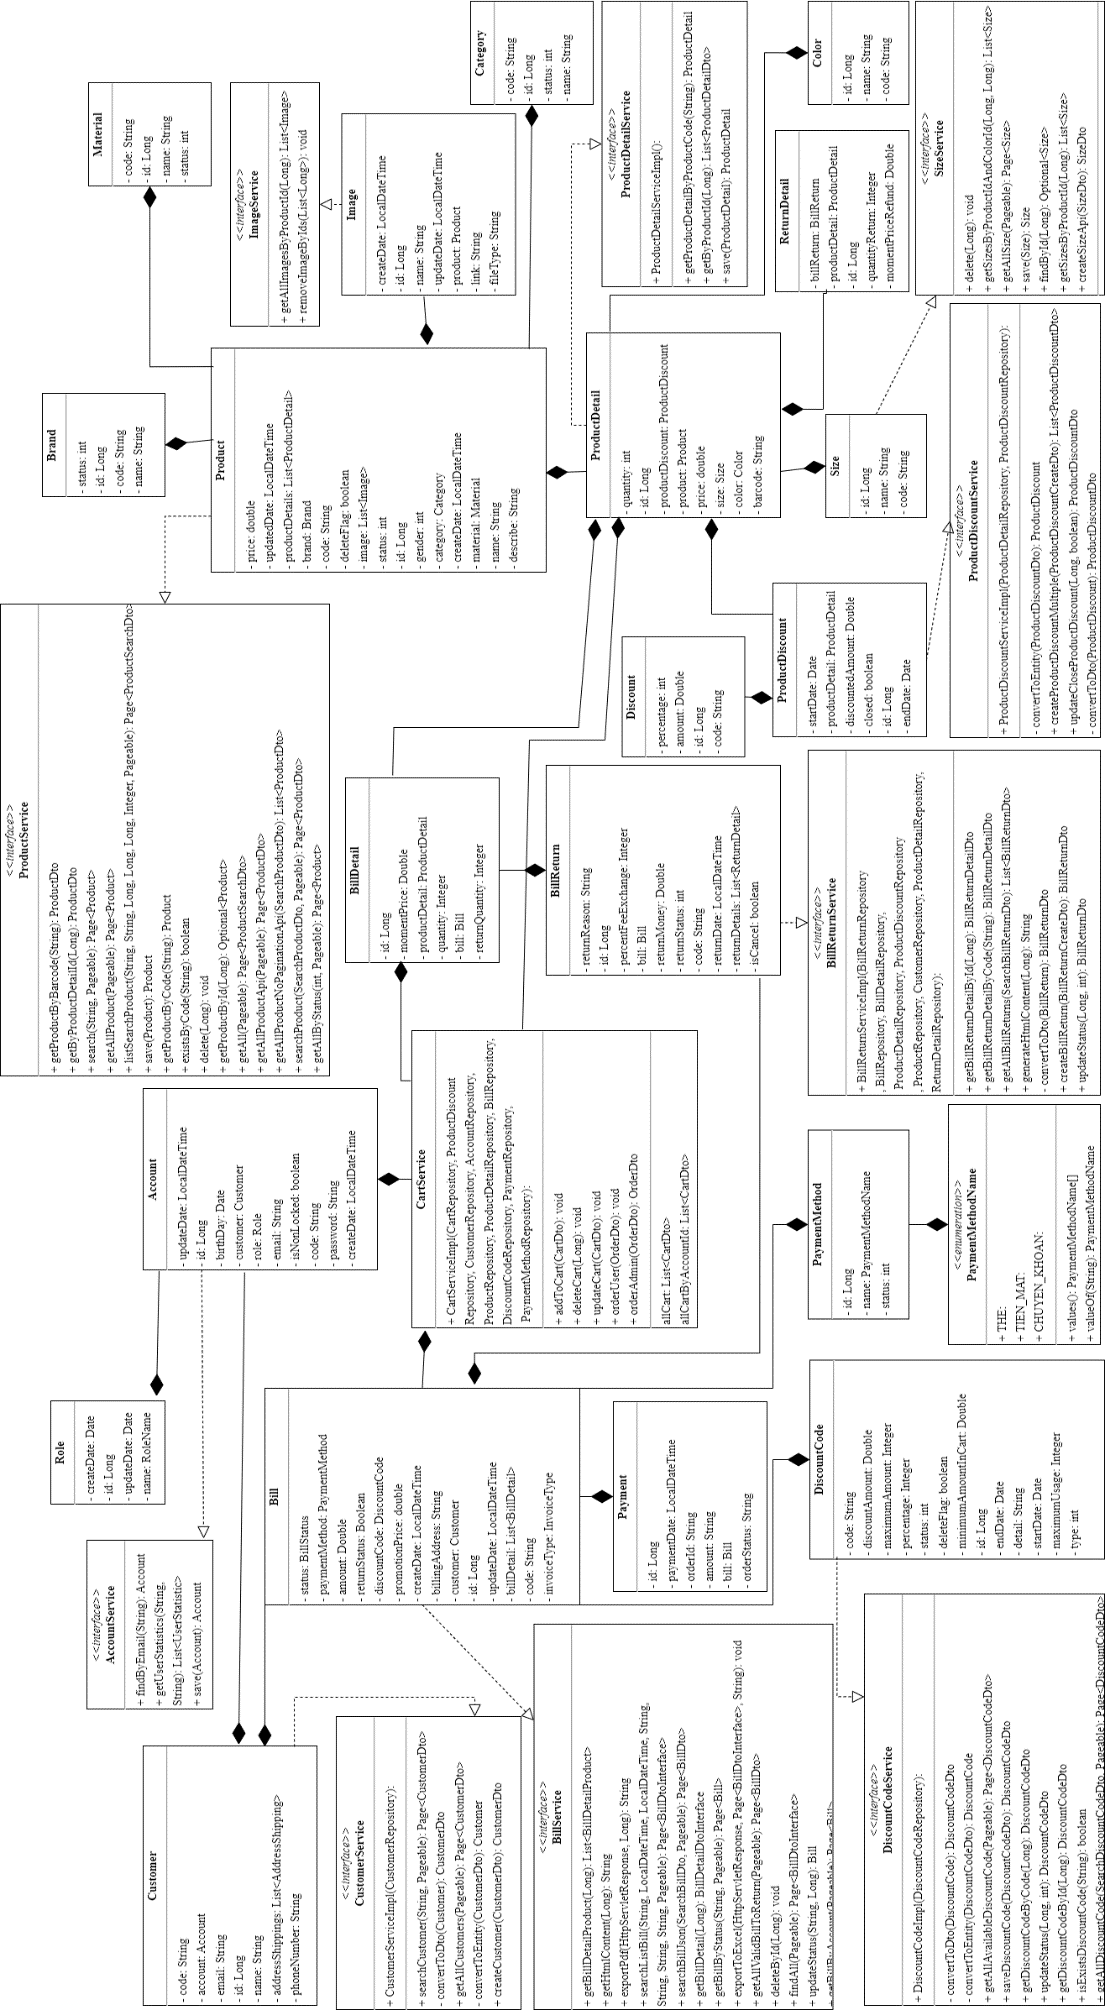 Customer
- code: String
- account: Account
- email: String
- id: Long
- name: String
- addressShippings: List<AddressShipping>
- phoneNumber: String
<<interface>>
AccountService
+ findByEmail(String): Account
+ getUserStatistics(String,
String): List<UserStatistic>
+ save(Account): Account
Role
- createDate: Date
- id: Long
- updateDate: Date
- name: RoleName
Account
- updateDate: LocalDateTime
- id: Long
- birthDay: Date
- customer: Customer
- role: Role
- email: String
- isNonLocked: boolean
- code: String
- password: String
- createDate: LocalDateTime
<<interface>>
ProductService
+ getProductByBarcode(String): ProductDto
+ getByProductDetailId(Long): ProductDto
+ search(String, Pageable): Page<Product>
+ getAllProduct(Pageable): Page<Product>
+ listSearchProduct(String, String, Long, Long, Integer, Pageable): Page<ProductSearchDto>
+ save(Product): Product
+ getProductByCode(String): Product
+ existsByCode(String): boolean
+ delete(Long): void
+ getProductById(Long): Optional<Product>
+ getAll(Pageable): Page<ProductSearchDto>
+ getAllProductApi(Pageable): Page<ProductDto>
+ getAllProductNoPaginationApi(SearchProductDto): List<ProductDto>
+ searchProduct(SearchProductDto, Pageable): Page<ProductDto>
+ getAllByStatus(int, Pageable): Page<Product>
Brand
- status: int
- id: Long
- code: String
- name: String
Material
- code: String
- id: Long
- name: String
- status: int
<<interface>>
ImageService
+ getAllImagesByProductId(Long): List<Image>
+ removeImageByIds(List<Long>): void
Image
- createDate: LocalDateTime
- id: Long
- name: String
- updateDate: LocalDateTime
- product: Product
- link: String
- fileType: String
Product
- price: double
- updatedDate: LocalDateTime
- productDetails: List<ProductDetail>
- brand: Brand
- code: String
- deleteFlag: boolean
- image: List<Image>
- status: int
- id: Long
- gender: int
- category: Category
- createDate: LocalDateTime
- material: Material
- name: String
- describe: String
Category
- code: String
- id: Long
- status: int
- name: String
<<interface>>
CustomerService
+ CustomerServiceImpl(CustomerRepository):
+ searchCustomer(String, Pageable): Page<CustomerDto>
- convertToDto(Customer): CustomerDto
+ getAllCustomers(Pageable): Page<CustomerDto>
- convertToEntity(CustomerDto): Customer
+ createCustomer(CustomerDto): CustomerDto
Bill
- status: BillStatus
- paymentMethod: PaymentMethod
- amount: Double
- returnStatus: Boolean
- discountCode: DiscountCode
- promotionPrice: double
- createDate: LocalDateTime
- billingAddress: String
- customer: Customer
- id: Long
- updateDate: LocalDateTime
- billDetail: List<BillDetail>
- code: String
- invoiceType: InvoiceType
CartService
+ CartServiceImpl(CartRepository, ProductDiscount
Repository, CustomerRepository, AccountRepository,
ProductRepository, ProductDetailRepository, BillRepository,
DiscountCodeRepository, PaymentRepository,
PaymentMethodRepository):
+ addToCart(CartDto): void
+ deleteCart(Long): void
+ updateCart(CartDto): void
+ orderUser(OrderDto): void
+ orderAdmin(OrderDto): OrderDto
allCart: List<CartDto>
allCartByAccountId: List<CartDto>
BillDetail
- id: Long
- momentPrice: Double
- productDetail: ProductDetail
- quantity: Integer
- bill: Bill
- returnQuantity: Integer
<<interface>>
BillService
+ getBillDetailProduct(Long): List<BillDetailProduct>
+ getHtmlContent(Long): String
+ exportPdf(HttpServletResponse, Long): String
+ searchListBill(String, LocalDateTime, LocalDateTime, String,
String, String, String, Pageable): Page<BillDtoInterface>
+ searchBillJson(SearchBillDto, Pageable): Page<BillDto>
+ getBillDetail(Long): BillDetailDtoInterface
+ getBillByStatus(String, Pageable): Page<Bill>
+ exportToExcel(HttpServletResponse, Page<BillDtoInterface>, String): void
+ getAllValidBillToReturn(Pageable): Page<BillDto>
+ deleteById(Long): void
+ findAll(Pageable): Page<BillDtoInterface>
+ updateStatus(String, Long): Bill
+ getBillByAccount(Pageable): Page<Bill>
Payment
- id: Long
- paymentDate: LocalDateTime
- orderId: String
- amount: String
- bill: Bill
- orderStatus: String
BillReturn
- returnReason: String
- id: Long
- percentFeeExchange: Integer
- bill: Bill
- returnMoney: Double
- returnStatus: int
- code: String
- returnDate: LocalDateTime
- returnDetails: List<ReturnDetail>
isCancel: boolean
Discount
- percentage: int
- amount: Double
- id: Long
- code: String
ProductDetail
- quantity: int
- id: Long
- productDiscount: ProductDiscount
- product: Product
- price: double
- size: Size
- color: Color
- barcode: String
<<interface>>
ProductDetailService
+ ProductDetailServiceImpl():
+ getProductDetailByProductCode(String): ProductDetail
+ getByProductId(Long): List<ProductDetailDto>
+ save(ProductDetail): ProductDetail
ProductDiscount
- startDate: Date
- productDetail: ProductDetail
- discountedAmount: Double
- closed: boolean
- id: Long
- endDate: Date
ReturnDetail
- billReturn: BillReturn
- productDetail: ProductDetail
- id: Long
- quantityReturn: Integer
- momentPriceRefund: Double
Color
- id: Long
- name: String
- code: String
DiscountCode
- code: String
- discountAmount: Double
- maximumAmount: Integer
- percentage: Integer
- status: int
- deleteFlag: boolean
- minimumAmountInCart: Double
- id: Long
- endDate: Date
- detail: String
- startDate: Date
- maximumUsage: Integer
- type: int
PaymentMethod
- id: Long
- name: PaymentMethodName
- status: int
<<interface>>
BillReturnService
+ BillReturnServiceImpl(BillReturnRepository
, BillRepository, BillDetailRepository,
ProductDetailRepository, ProductDiscountRepository
, ProductRepository, CustomerRepository, ProductDetailRepository,
ReturnDetailRepository):
+ getBillReturnDetailById(Long): BillReturnDetailDto
+ getBillReturnDetailByCode(String): BillReturnDetailDto
+ getAllBillReturns(SearchBillReturnDto): List<BillReturnDto>
+ generateHtmlContent(Long): String
- convertToDto(BillReturn): BillReturnDto
+ createBillReturn(BillReturnCreateDto): BillReturnDto
+ updateStatus(Long, int): BillReturnDto
Size
- id: Long
- name: String
- code: String
<<interface>>
DiscountCodeService
+ DiscountCodeImpl(DiscountCodeRepository):
- convertToDto(DiscountCode): DiscountCodeDto
- convertToEntity(DiscountCodeDto): DiscountCode
+ getAllAvailableDiscountCode(Pageable): Page<DiscountCodeDto>
+ saveDiscountCode(DiscountCodeDto): DiscountCodeDto
+ getDiscountCodeByCode(Long): DiscountCodeDto
+ updateStatus(Long, int): DiscountCodeDto
+ getDiscountCodeById(Long): DiscountCodeDto
+ isExistsDiscountCode(String): boolean
+ getAllDiscountCode(SearchDiscountCodeDto, Pageable): Page<DiscountCodeDto>
<<enumeration>>
PaymentMethodName
+ THE:
+ TIEN_MAT:
+ CHUYEN_KHOAN:
+ values(): PaymentMethodName[]
+ valueOf(String): PaymentMethodName
<<interface>>
ProductDiscountService
+ ProductDiscountServiceImpl(ProductDetailRepository, ProductDiscountRepository):
- convertToEntity(ProductDiscountDto): ProductDiscount
+ createProductDiscountMultiple(ProductDiscountCreateDto): List<ProductDiscountDto>
+ updateCloseProductDiscount(Long, boolean): ProductDiscountDto
- convertToDto(ProductDiscount): ProductDiscountDto
<<interface>>
SizeService
+ delete(Long): void
+ getSizesByProductIdAndColorId(Long, Long): List<Size>
+ getAllSize(Pageable): Page<Size>
+ save(Size): Size
+ findById(Long): Optional<Size>
+ getSizesByProductId(Long): List<Size>
+ createSizeApi(SizeDto): SizeDto